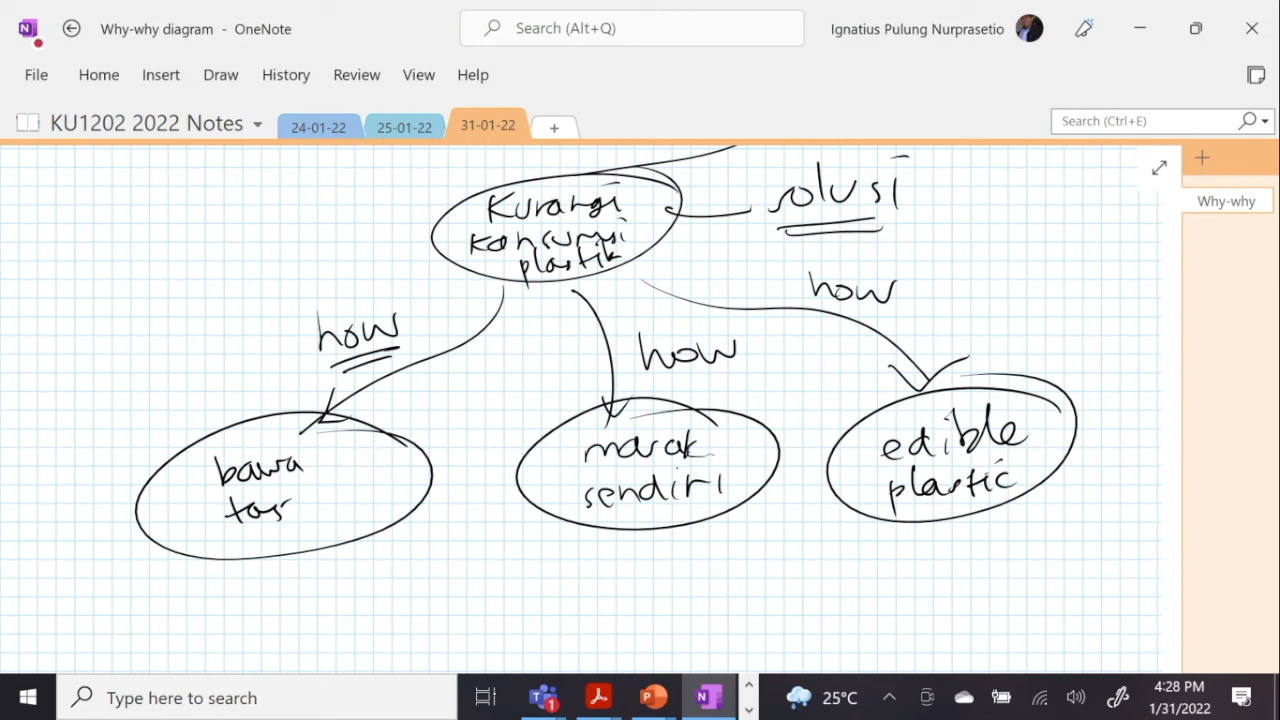 Why-why diagram - OneNote
Search (Alt+Q)
Ignatius Pulung Nurprasetio
File Home Insert Draw History Review View Help
KU1202 2022 Notes
24-01-22
25-01-22
31-01-22
Search (Ctrl+E)
Why-why
Kurangi
konsumsi
plastik
solusi
how
how
how
bawa
tas
masak
sendiri
edible
plastic
Type here to search
1
25°C
4:28 PM
1/31/2022